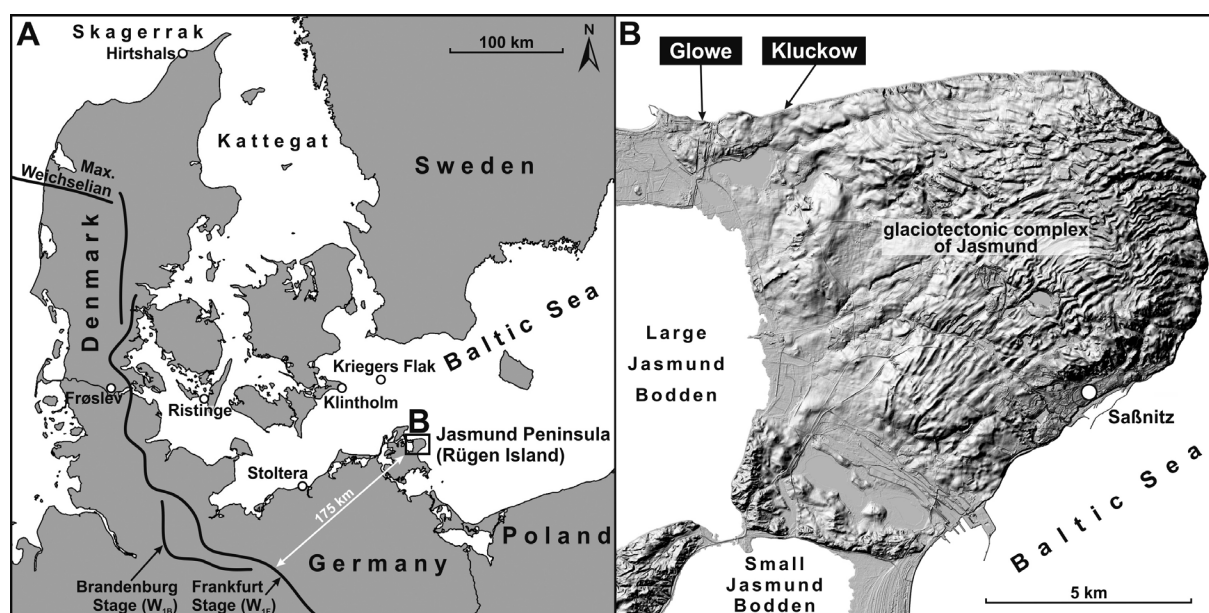 A
Skagerrak
Hirtshals
100 km
N
Kattegat
Sweden
Max.
Weichselian
Denmark
Baltic Sea
Kriegers Flak
Frøslev
Ristinge
Klintholm
B
Jasmund Peninsula
(Rügen Island)
Stoltera
175 km
Poland
Germany
Brandenburg
Stage (W1B)
Frankfurt
Stage (W1F)
B
Glowe
Kluckow
glaciotectonic complex
of Jasmund
Large
Jasmund
Bodden
Saßnitz
Baltic Sea
Small
Jasmund
Bodden
5 km